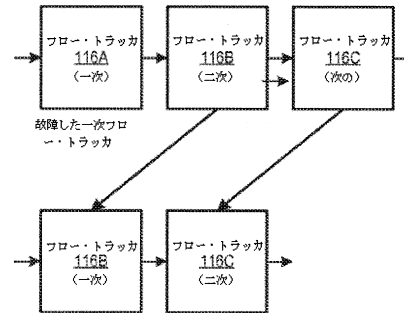 フロー・トラッカ
116A
（一次）
フロー・トラッカ
116B
（二次）
フロー・トラッカ
116C
（次の）
故障した一次フロ
ー・トラッカ
フロー・トラッカ
116B
（一次）
フロー・トラッカ
116C
（二次）